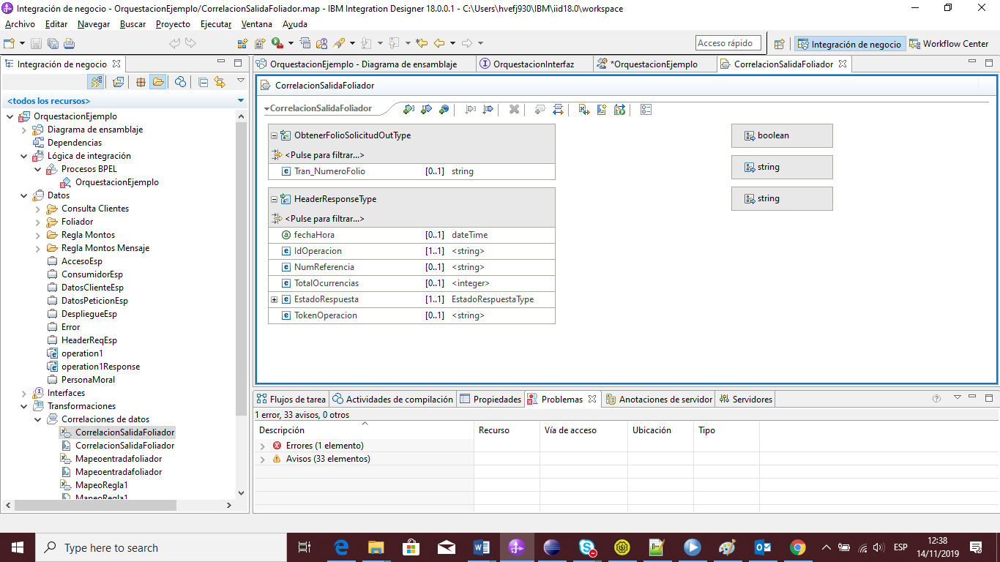 Integración de negocio - OrquestacionEjemplo/CorrelacionSalidaFoliador.map - IBM Integration Designer 18.0.0.1 - C:\Users\hvefj930\IBM\iid18.0\workspace
Archivo Editar Navegar Buscar Proyecto Ejecutar Ventana Ayuda
Acceso rápido Integración de negocio Workflow Center
Integración de negocio
OrquestacionEjemplo - Diagrama de ensamblaje OrquestacionInterfaz *OrquestacionEjemplo CorrelacionSalidaFoliador
<todos los recursos>
OrquestacionEjemplo
Diagrama de ensamblaje
Dependencias
Lógica de integración
Procesos BPEL
OrquestacionEjemplo
Datos
Consulta Clientes
Foliador
Regla Montos
Regla Montos Mensaje
AccesoEsp
ConsumidorEsp
DatosClienteEsp
DatosPeticionEsp
DespliegueEsp
Error
HeaderReqEsp
operation1
operation1Response
PersonaMoral
Interfaces
Transformaciones
Correlaciones de datos
CorrelacionSalidaFoliador
CorrelacionSalidaFoliador
Mapeoentradafoliador
Mapeoentradafoliador
MapeoRegla1
MapeoRegla1
CorrelacionSalidaFoliador
CorrelacionSalidaFoliador
ObtenerFolioSolicitudOutType
<Pulse para filtrar...>
Tran_NumeroFolio [0..1] string
HeaderResponseType
<Pulse para filtrar...>
fechaHora [0..1] dateTime
IdOperacion [1..1] <string>
NumReferencia [0..1] <string>
TotalOcurrencias [0..1] <integer>
EstadoRespuesta [1..1] EstadoRespuestaType
TokenOperacion [0..1] <string>
boolean
string
string
Flujos de tarea Actividades de compilación Propiedades Problemas Anotaciones de servidor Servidores
1 error, 33 avisos, 0 otros
Descripción Recurso Vía de acceso Ubicación Tipo
Errores (1 elemento)
Avisos (33 elementos)
Type here to search
ESP
12:38
14/11/2019